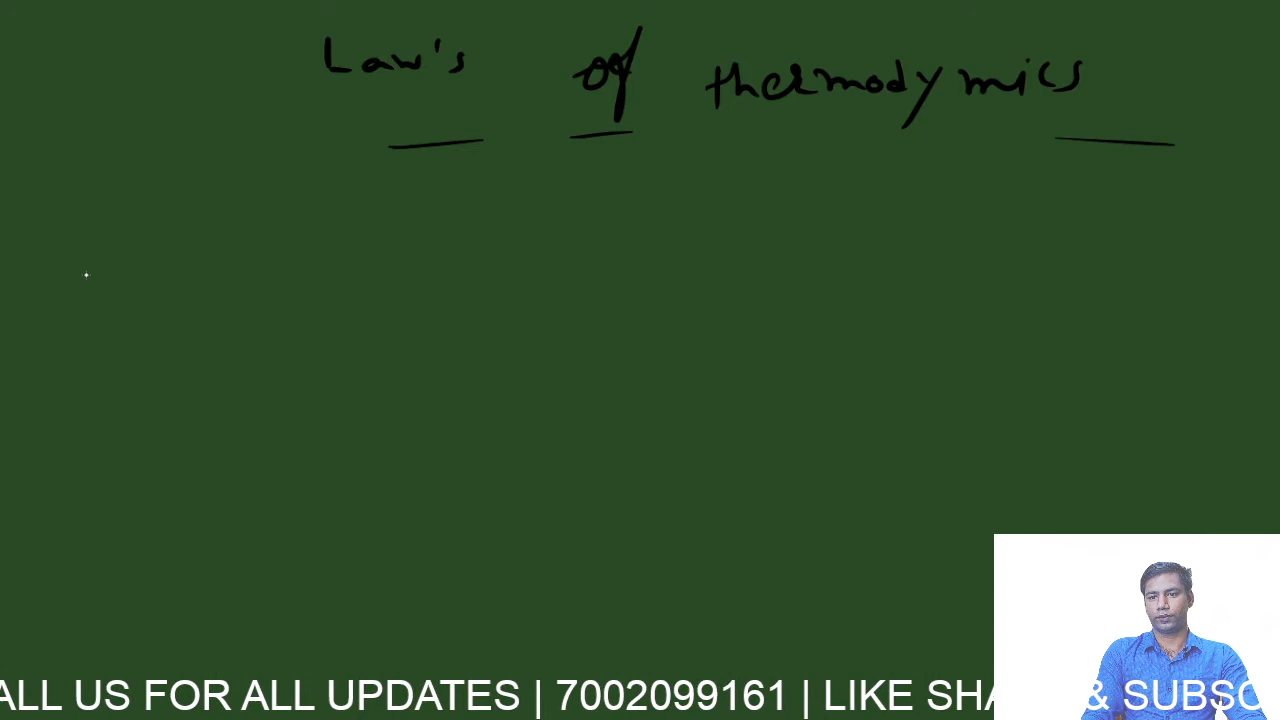 Law's of thermodymics
ALL US FOR ALL UPDATES | 7002099161 | LIKE SHA & SUBSC